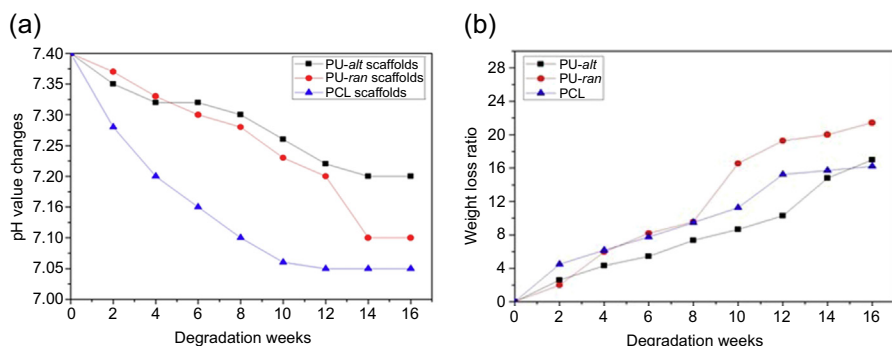 (a)
7.40
7.40
7.30
7.30
7.20
7.10
7.10
7.05
7.00
pH value changes
PU-alt scaffolds
PU-ran scaffolds
PCL scaffolds
0 2 4 6 8 10 12 14 16
Degradation weeks
(b)
28
24
20
16
12
8
4
0
Weight loss ratio
PU-alt
PU-ran
PCL
0 2 4 6 8 10 12 14 16
Degradation weeks